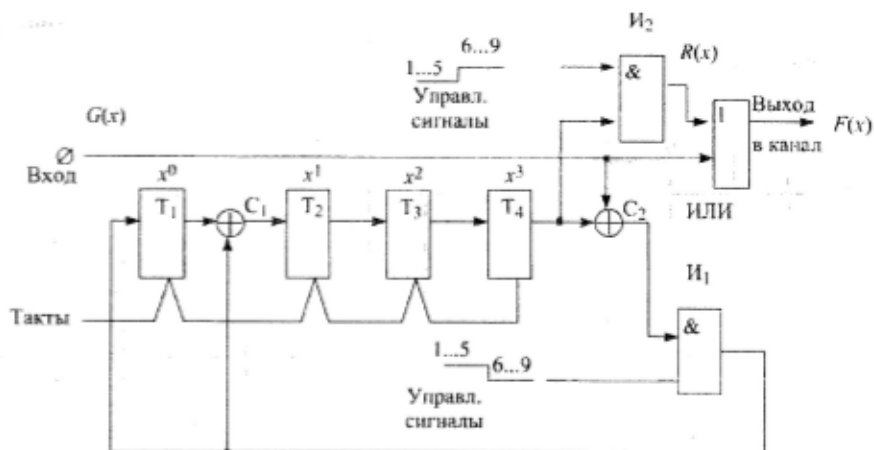 И₂
6...9
R(x)
1...5
&
Управл.
сигналы
G(x)
1
Выход
F(x)
в канал
Вход
x⁰
x¹
x²
x³
T₁
C₁
T₂
T₃
T₄
C₂
ИЛИ
И₁
Такты
&
1...5
6...9
Управл.
сигналы